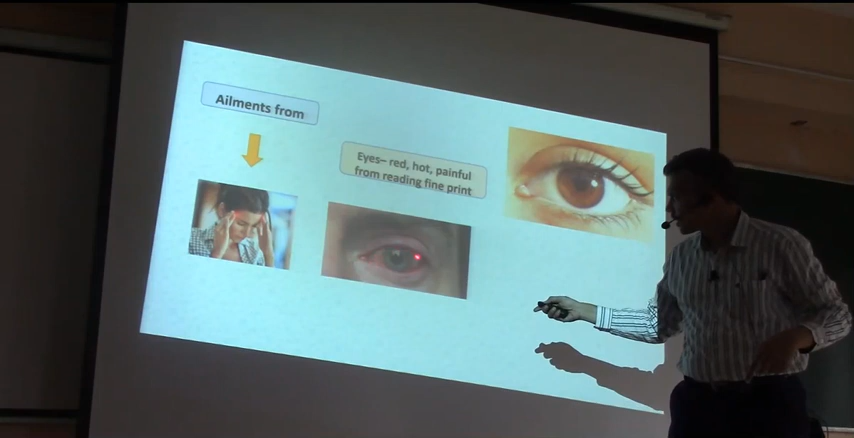 Ailments from
Eyes– red, hot, painful
from reading fine print